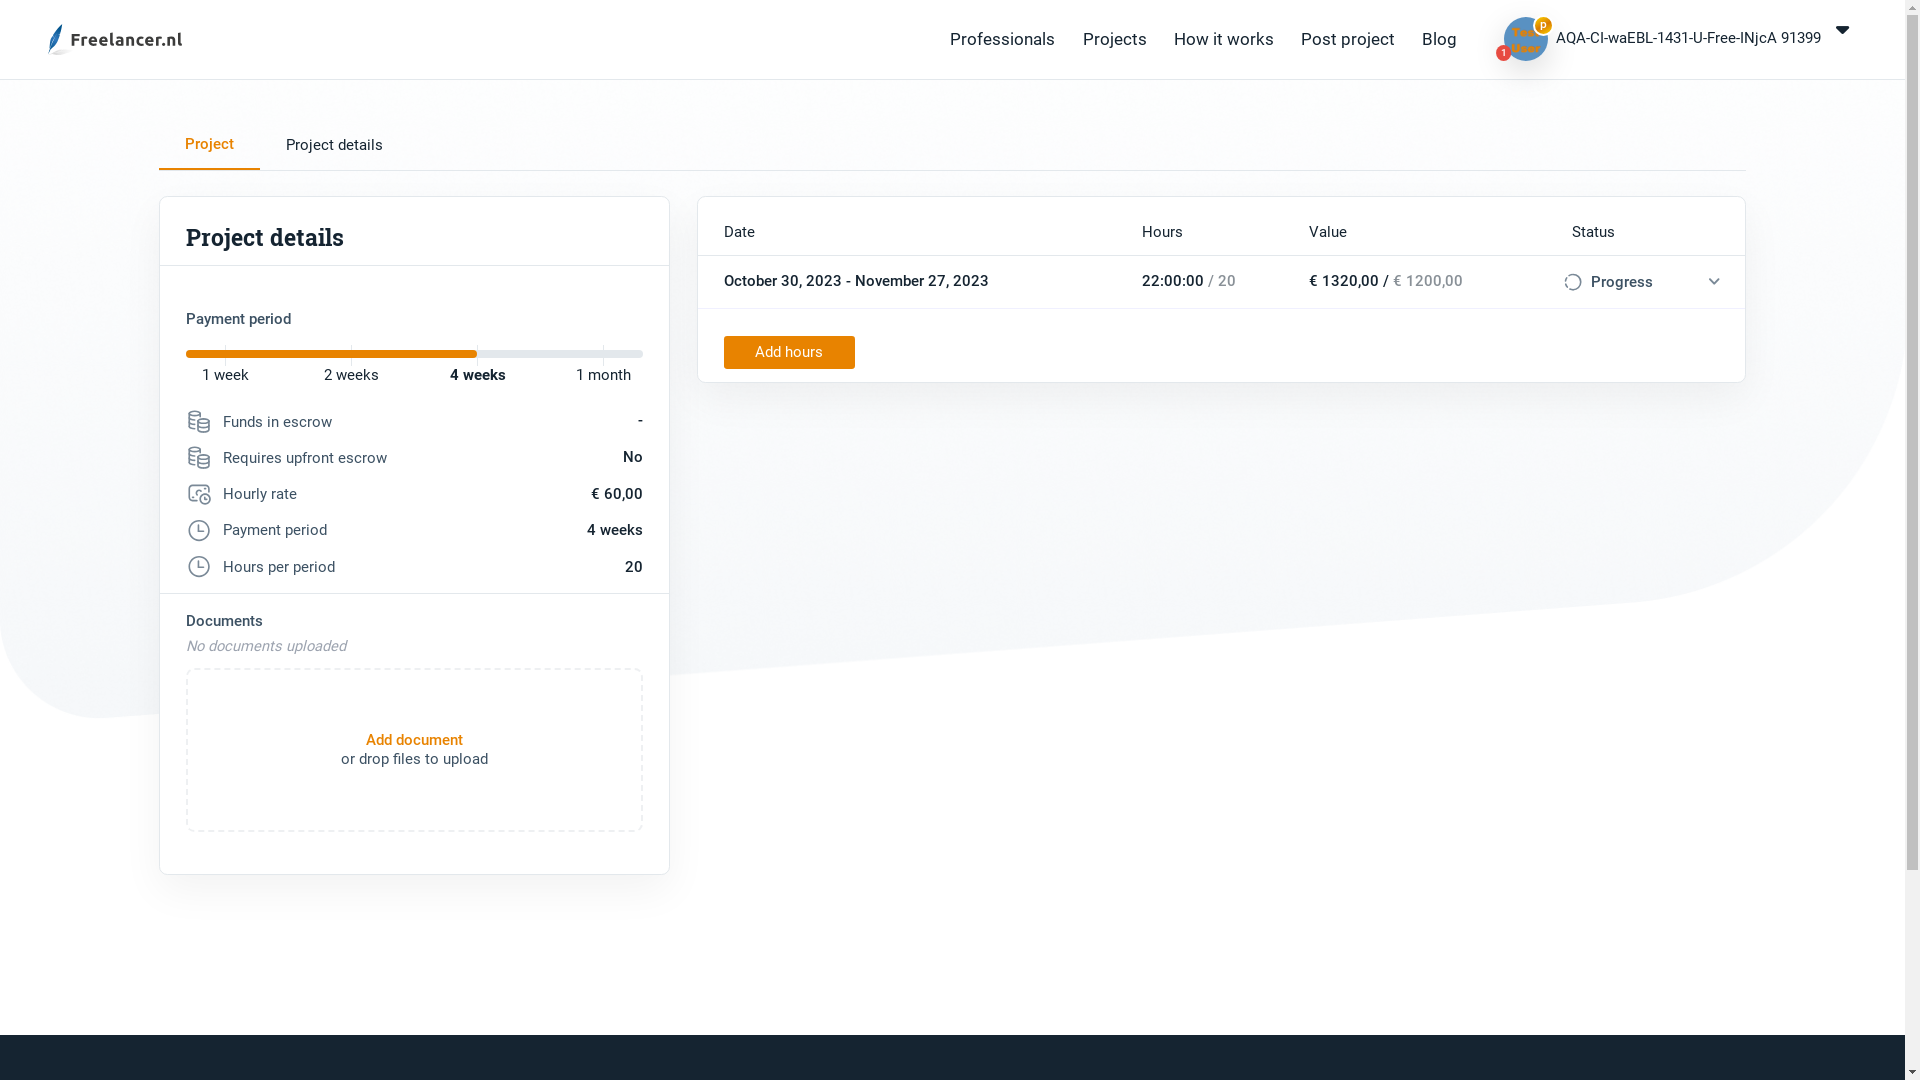 Freelancer.nl
Professionals
Projects
How it works
Post project
Blog
p
1
AQA-CI-waEBL-1431-U-Free-INjcA 91399
Project
Project details
Project details
Payment period
1 week
2 weeks
4 weeks
1 month
Funds in escrow
-
Requires upfront escrow
No
Hourly rate
€ 60,00
Payment period
4 weeks
Hours per period
20
Documents
No documents uploaded
Add document
or drop files to upload
Date
Hours
Value
Status
October 30, 2023 - November 27, 2023
22:00:00 / 20
€ 1320,00 / € 1200,00
Progress
Add hours